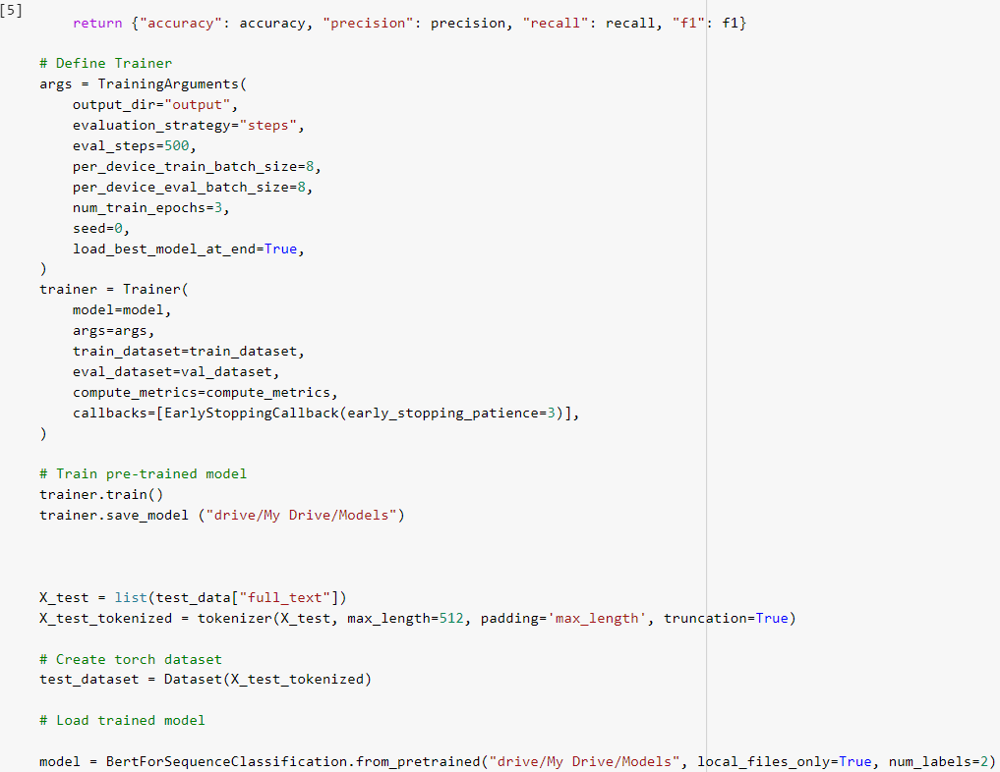 [5]
return {"accuracy": accuracy, "precision": precision, "recall": recall, "f1": f1}
# Define Trainer
args = TrainingArguments(
output_dir="output",
evaluation_strategy="steps",
eval_steps=500,
per_device_train_batch_size=8,
per_device_eval_batch_size=8,
num_train_epochs=3,
seed=0,
load_best_model_at_end=True,
)
trainer = Trainer(
model=model,
args=args,
train_dataset=train_dataset,
eval_dataset=val_dataset,
compute_metrics=compute_metrics,
callbacks=[EarlyStoppingCallback(early_stopping_patience=3)],
)
# Train pre-trained model
trainer.train()
trainer.save_model ("drive/My Drive/Models")
X_test = list(test_data["full_text"])
X_test_tokenized = tokenizer(X_test, max_length=512, padding='max_length', truncation=True)
# Create torch dataset
test_dataset = Dataset(X_test_tokenized)
# Load trained model
model = BertForSequenceClassification.from_pretrained("drive/My Drive/Models", local_files_only=True, num_labels=2)